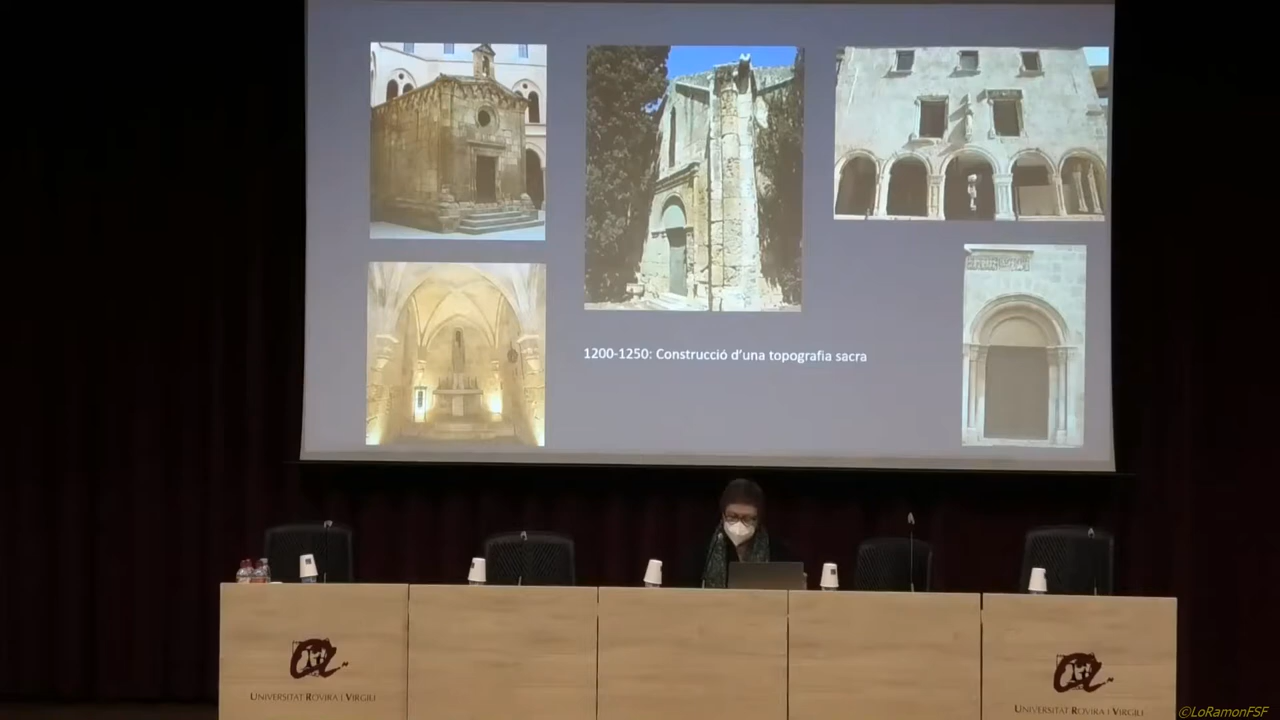 1200-1250: Construcció d'una topografia sacra
UNIVERSITAT ROVIRA I VIRGILI
UNIVERSITAT ROVIRA I VIRGILI
©LoRamonFSF